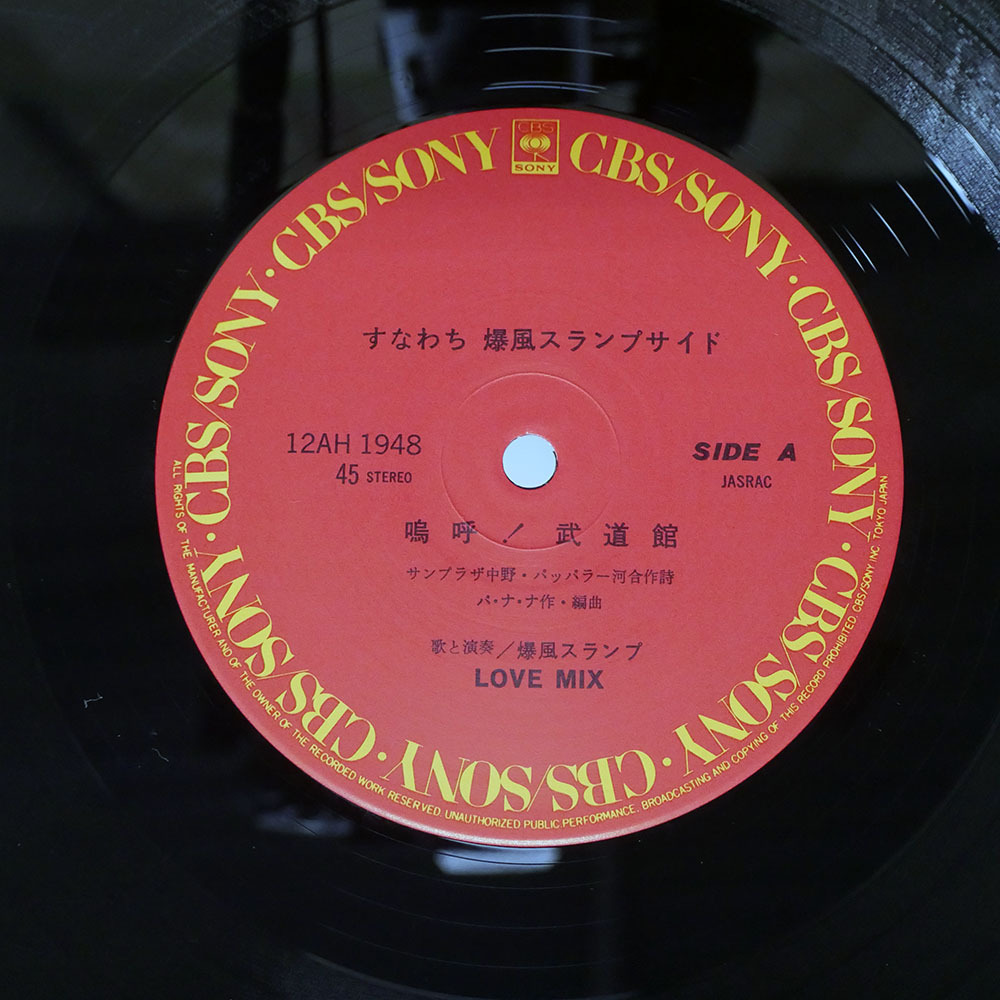 CBS
SONY
CBS/SONY · CBS/SONY · CBS/SONY · CBS/SONY · CBS/SONY · CBS/SONY · CBS/SONY · CBS/SONY
すなわち 爆風スランプサイド
12AH 1948
45 STEREO
SIDE A
JASRAC
嗚呼！武道館
サンプラザ中野・パッパラー河合作詩
パ・ナ・ナ作・編曲
歌と演奏／爆風スランプ
LOVE MIX
ALL RIGHTS OF THE MANUFACTURER AND OF THE OWNER OF THE RECORDED WORK RESERVED. UNAUTHORIZED PUBLIC PERFORMANCE. BROADCASTING AND COPYING OF THIS RECORD PROHIBITED CBS/SONY INC. TOKYO JAPAN